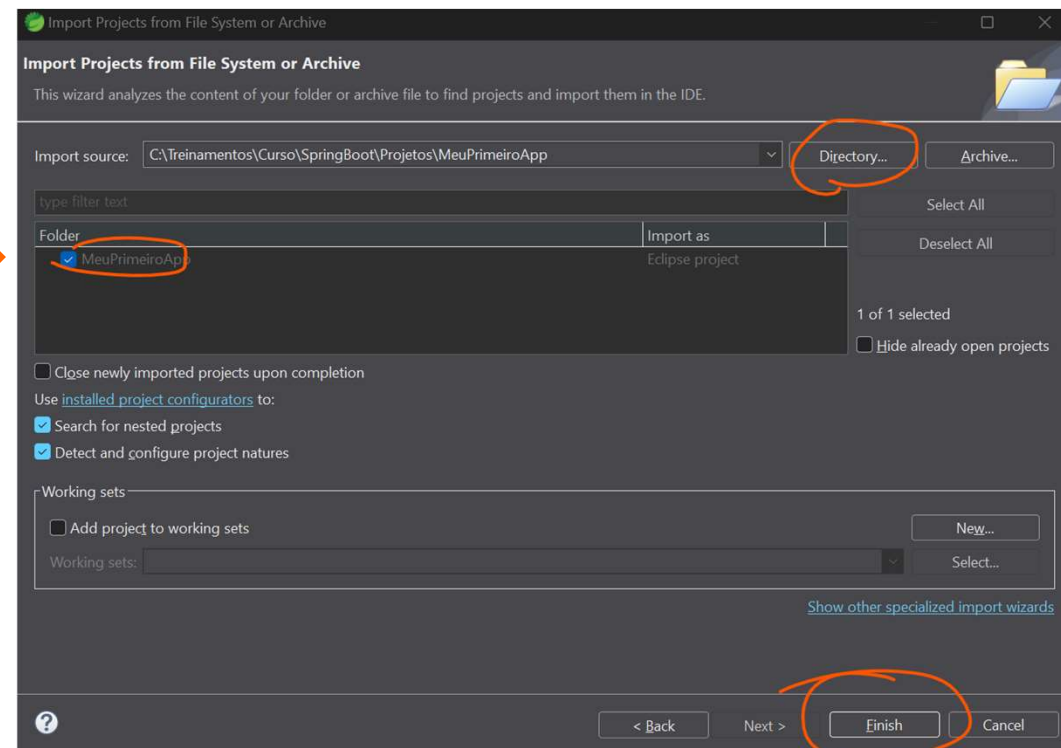 Import Projects from File System or Archive
Import Projects from File System or Archive
This wizard analyzes the content of your folder or archive file to find projects and import them in the IDE.
Import source: C:\Treinamentos\Curso\SpringBoot\Projetos\MeuPrimeiroApp Directory... Archive...
type filter text Select All
Folder Import as Deselect All
MeuPrimeiroApp Eclipse project
1 of 1 selected
Hide already open projects
Close newly imported projects upon completion
Use installed project configurators to:
Search for nested projects
Detect and configure project natures
Working sets
Add project to working sets New...
Working sets: Select...
Show other specialized import wizards
? < Back Next > Finish Cancel